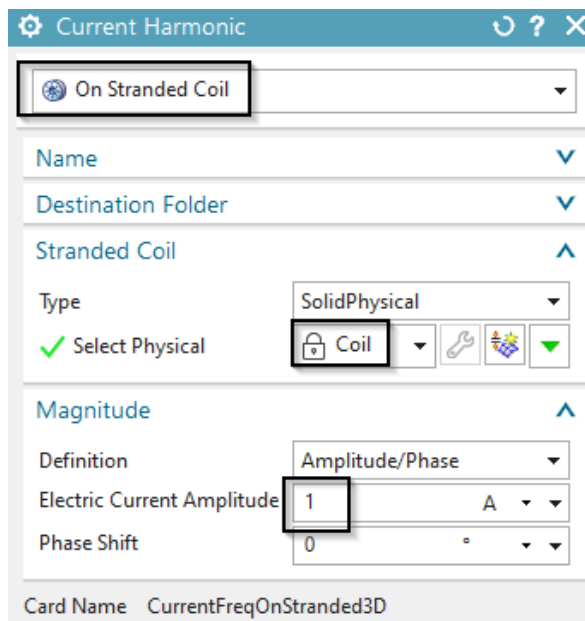 Current Harmonic ?
On Stranded Coil
Name
Destination Folder
Stranded Coil
Type SolidPhysical
Select Physical Coil
Magnitude
Definition Amplitude/Phase
Electric Current Amplitude 1 A
Phase Shift 0 °
Card Name CurrentFreqOnStranded3D